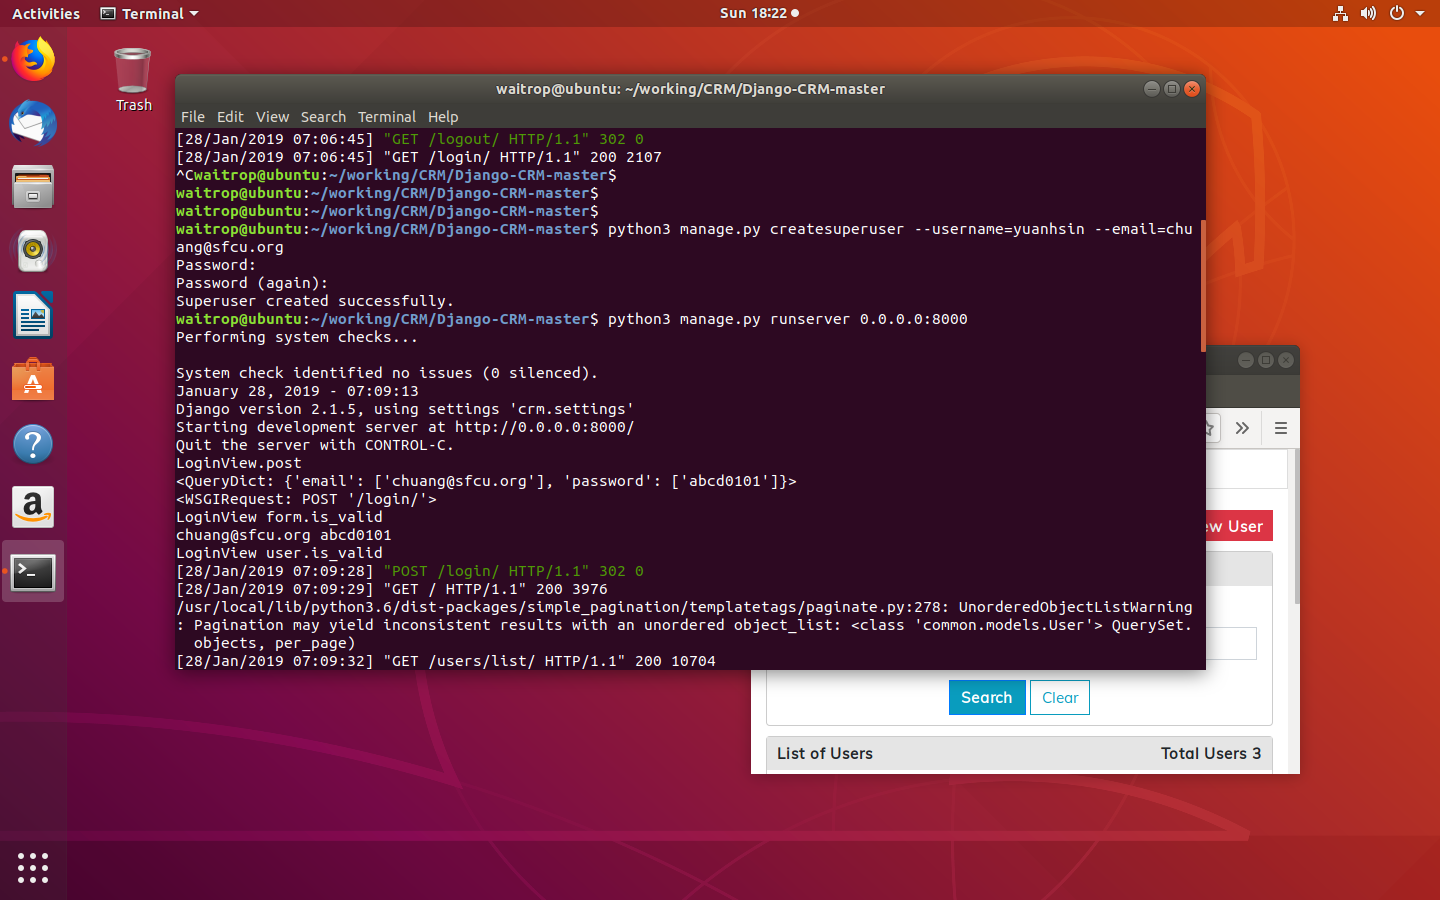 Activities Terminal Sun 18:22
Trash
waitrop@ubuntu: ~/working/CRM/Django-CRM-master
File Edit View Search Terminal Help
[28/Jan/2019 07:06:45] "GET /logout/ HTTP/1.1" 302 0
[28/Jan/2019 07:06:45] "GET /login/ HTTP/1.1" 200 2107
^Cwaitrop@ubuntu:~/working/CRM/Django-CRM-master$
waitrop@ubuntu:~/working/CRM/Django-CRM-master$
waitrop@ubuntu:~/working/CRM/Django-CRM-master$
waitrop@ubuntu:~/working/CRM/Django-CRM-master$ python3 manage.py createsuperuser --username=yuanhsin --email=chu
ang@sfcu.org
Password:
Password (again):
Superuser created successfully.
waitrop@ubuntu:~/working/CRM/Django-CRM-master$ python3 manage.py runserver 0.0.0.0:8000
Performing system checks...
System check identified no issues (0 silenced).
January 28, 2019 - 07:09:13
Django version 2.1.5, using settings 'crm.settings'
Starting development server at http://0.0.0.0:8000/
Quit the server with CONTROL-C.
LoginView.post
<QueryDict: {'email': ['chuang@sfcu.org'], 'password': ['abcd0101']}>
<WSGIRequest: POST '/login/'>
LoginView form.is_valid
chuang@sfcu.org abcd0101
LoginView user.is_valid
[28/Jan/2019 07:09:28] "POST /login/ HTTP/1.1" 302 0
[28/Jan/2019 07:09:29] "GET / HTTP/1.1" 200 3976
/usr/local/lib/python3.6/dist-packages/simple_pagination/templatetags/paginate.py:278: UnorderedObjectListWarning
: Pagination may yield inconsistent results with an unordered object_list: <class 'common.models.User'> QuerySet.
  objects, per_page)
[28/Jan/2019 07:09:32] "GET /users/list/ HTTP/1.1" 200 10704
ew User
Search Clear
List of Users Total Users 3